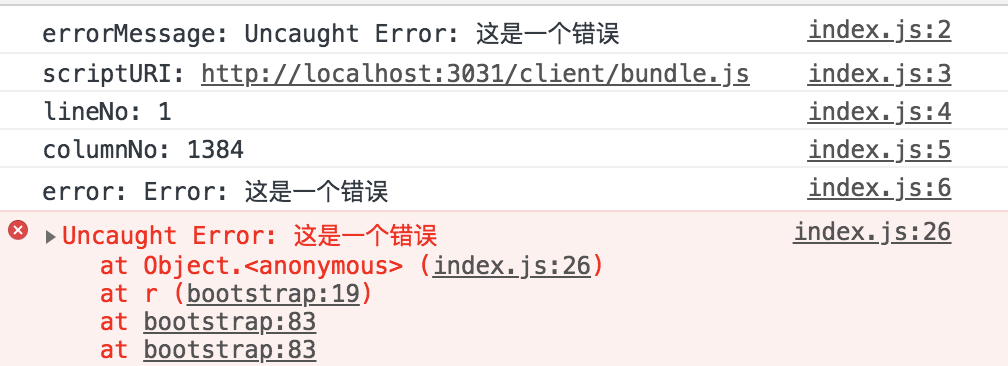 errorMessage: Uncaught Error: 这是一个错误 index.js:2
scriptURI: http://localhost:3031/client/bundle.js index.js:3
lineNo: 1 index.js:4
columnNo: 1384 index.js:5
error: Error: 这是一个错误 index.js:6
Uncaught Error: 这是一个错误 index.js:26
at Object.<anonymous> (index.js:26)
at r (bootstrap:19)
at bootstrap:83
at bootstrap:83